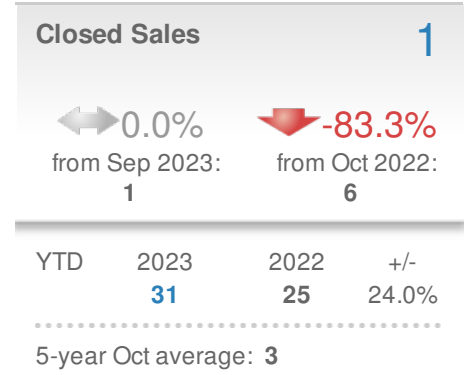 Closed Sales 1
0.0% -83.3%
from Sep 2023: from Oct 2022:
1 6
YTD 2023 2022 +/-
31 25 24.0%
5-year Oct average: 3